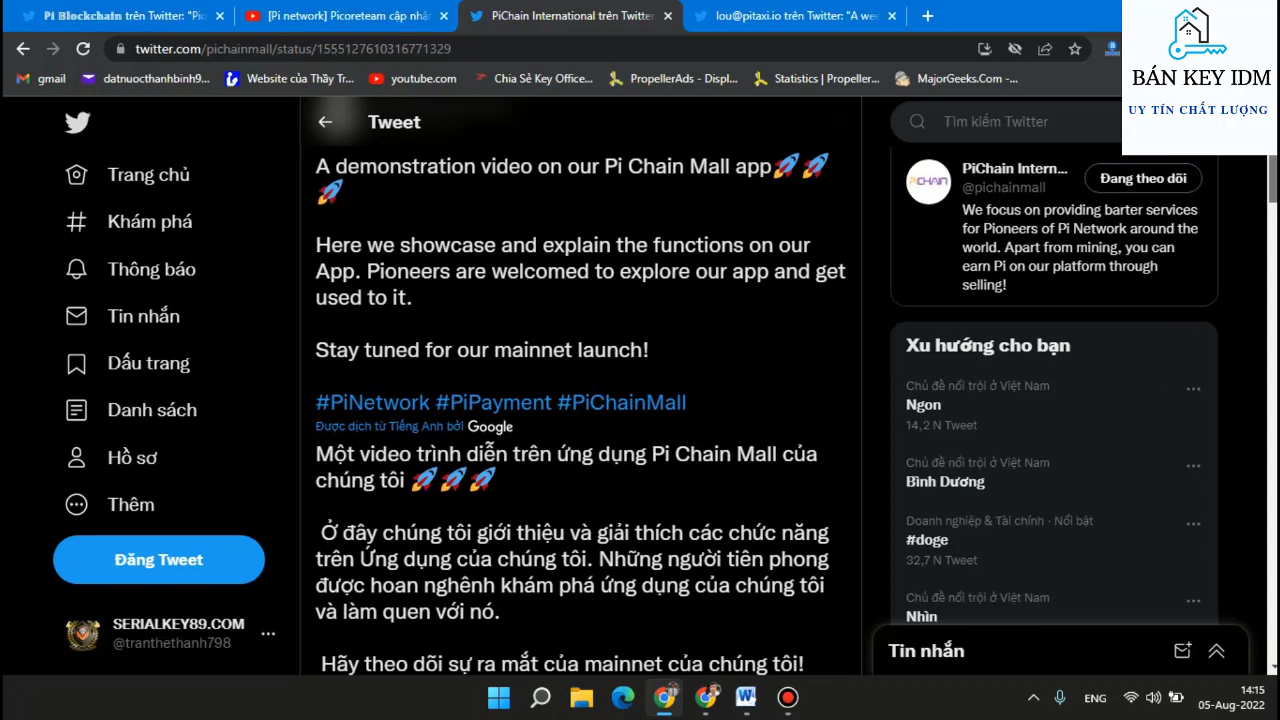 Pi Blockchain trên Twitter: "Pic
[Pi network] Picoreteam cập nhậ
PiChain International trên Twitte
lou@pitaxi.io trên Twitter: "A wee
twitter.com/pichainmall/status/1555127610316771329
gmail
datnuocthanhbinh9...
Website của Thầy Tr...
youtube.com
Chia Sẻ Key Office...
PropellerAds - Displ...
Statistics | Propeller...
MajorGeeks.Com -...
BÁN KEY IDM
UY TÍN CHẤT LƯỢNG
Trang chủ
Khám phá
Thông báo
Tin nhắn
Dấu trang
Danh sách
Hồ sơ
Thêm
Đăng Tweet
SERIALKEY89.COM
@tranthethanh798
Tweet
A demonstration video on our Pi Chain Mall app🚀🚀
🚀
Here we showcase and explain the functions on our
App. Pioneers are welcomed to explore our app and get
used to it.
Stay tuned for our mainnet launch!
#PiNetwork #PiPayment #PiChainMall
Được dịch từ Tiếng Anh bởi Google
Một video trình diễn trên ứng dụng Pi Chain Mall của
chúng tôi 🚀🚀🚀
Ở đây chúng tôi giới thiệu và giải thích các chức năng
trên Ứng dụng của chúng tôi. Những người tiên phong
được hoan nghênh khám phá ứng dụng của chúng tôi
và làm quen với nó.
Hãy theo dõi sự ra mắt của mainnet của chúng tôi!
Tìm kiếm Twitter
PICHAIN
PiChain Intern...
@pichainmall
Đang theo dõi
We focus on providing barter services
for Pioneers of Pi Network around the
world. Apart from mining, you can
earn Pi on our platform through
selling!
Xu hướng cho bạn
Chủ đề nổi trội ở Việt Nam
Ngon
14,2 N Tweet
Chủ đề nổi trội ở Việt Nam
Bình Dương
Doanh nghiệp & Tài chính · Nổi bật
#doge
32,7 N Tweet
Chủ đề nổi trội ở Việt Nam
Nhìn
Tin nhắn
ENG
14:15
05-Aug-2022